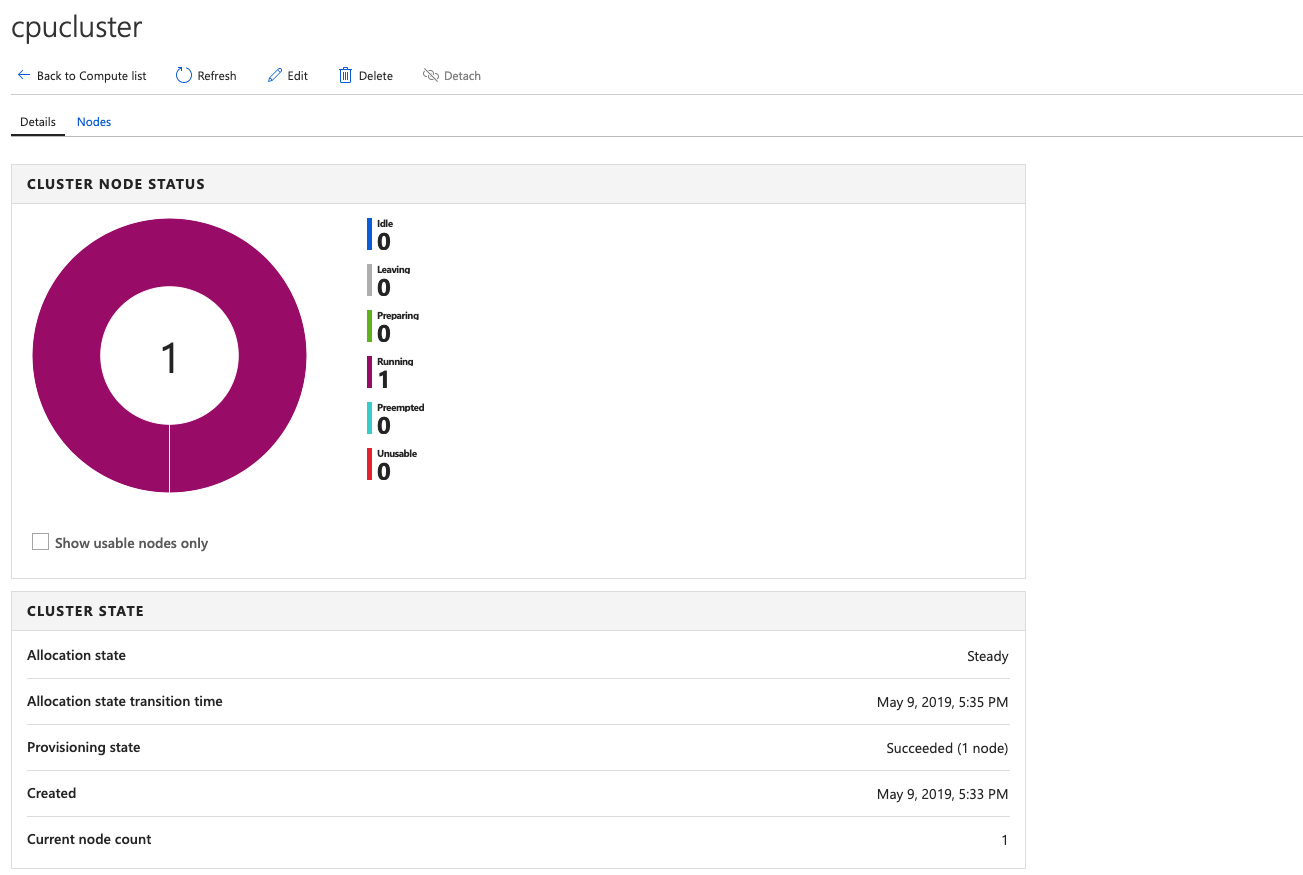 cpucluster
Back to Compute list Refresh Edit Delete Detach
Details Nodes
CLUSTER NODE STATUS
1
Idle
0
Leaving
0
Preparing
0
Running
1
Preempted
0
Unusable
0
Show usable nodes only
CLUSTER STATE
Allocation state Steady
Allocation state transition time May 9, 2019, 5:35 PM
Provisioning state Succeeded (1 node)
Created May 9, 2019, 5:33 PM
Current node count 1